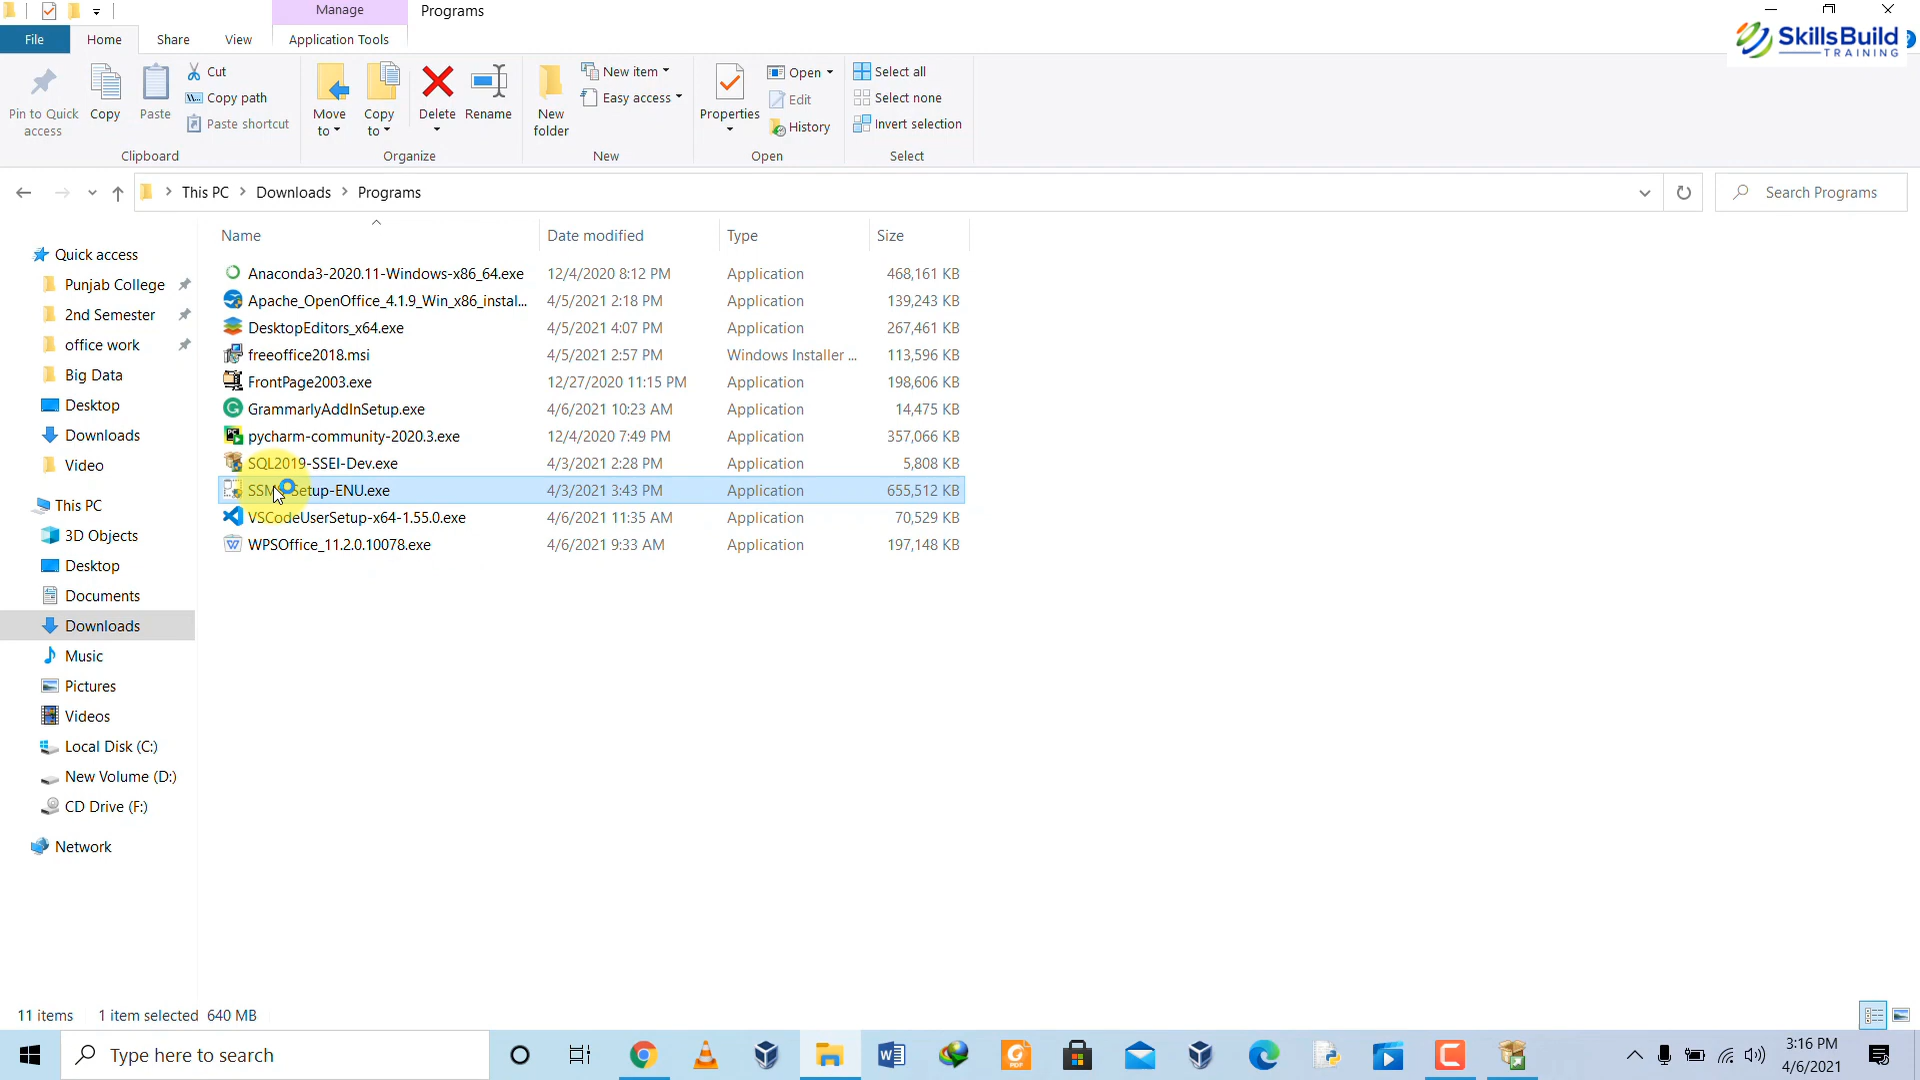 Manage
Programs
File
Home
Share
View
Application Tools
SkillsBuild
TRAINING
Pin to Quick access
Copy
Paste
Cut
Copy path
Paste shortcut
Clipboard
Move to
Copy to
Delete
Rename
Organize
New folder
New item
Easy access
New
Properties
Open
Edit
History
Open
Select all
Select none
Invert selection
Select
This PC > Downloads > Programs
Search Programs
Name Date modified Type Size
Anaconda3-2020.11-Windows-x86_64.exe 12/4/2020 8:12 PM Application 468,161 KB
Apache_OpenOffice_4.1.9_Win_x86_instal... 4/5/2021 2:18 PM Application 139,243 KB
DesktopEditors_x64.exe 4/5/2021 4:07 PM Application 267,461 KB
freeoffice2018.msi 4/5/2021 2:57 PM Windows Installer ... 113,596 KB
FrontPage2003.exe 12/27/2020 11:15 PM Application 198,606 KB
GrammarlyAddInSetup.exe 4/6/2021 10:23 AM Application 14,475 KB
pycharm-community-2020.3.exe 12/4/2020 7:49 PM Application 357,066 KB
SQL2019-SSEI-Dev.exe 4/3/2021 2:28 PM Application 5,808 KB
SSMS-Setup-ENU.exe 4/3/2021 3:43 PM Application 655,512 KB
VSCodeUserSetup-x64-1.55.0.exe 4/6/2021 11:35 AM Application 70,529 KB
WPSOffice_11.2.0.10078.exe 4/6/2021 9:33 AM Application 197,148 KB
Quick access
Punjab College
2nd Semester
office work
Big Data
Desktop
Downloads
Video
This PC
3D Objects
Desktop
Documents
Downloads
Music
Pictures
Videos
Local Disk (C:)
New Volume (D:)
CD Drive (F:)
Network
11 items 1 item selected 640 MB
Type here to search
3:16 PM
4/6/2021